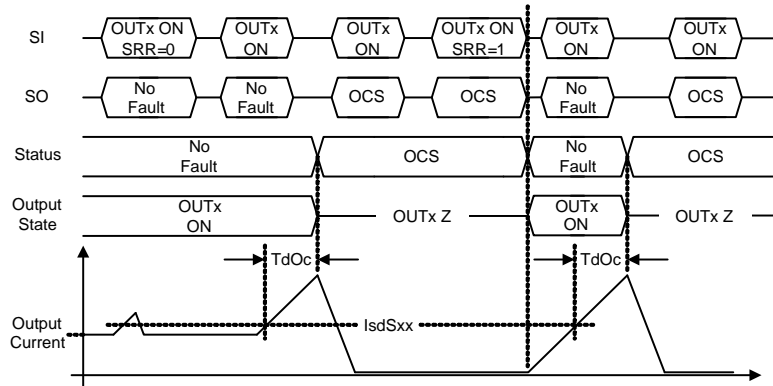 SI
OUTx ON
SRR=0
OUTx
ON
OUTx
ON
OUTx ON
SRR=1
OUTx
ON
OUTx
ON
SO
No
Fault
No
Fault
OCS
OCS
No
Fault
OCS
Status
No
Fault
OCS
No
Fault
OCS
Output
State
OUTx
ON
OUTx Z
OUTx
ON
OUTx Z
TdOc
TdOc
Output
Current
IsdSxx